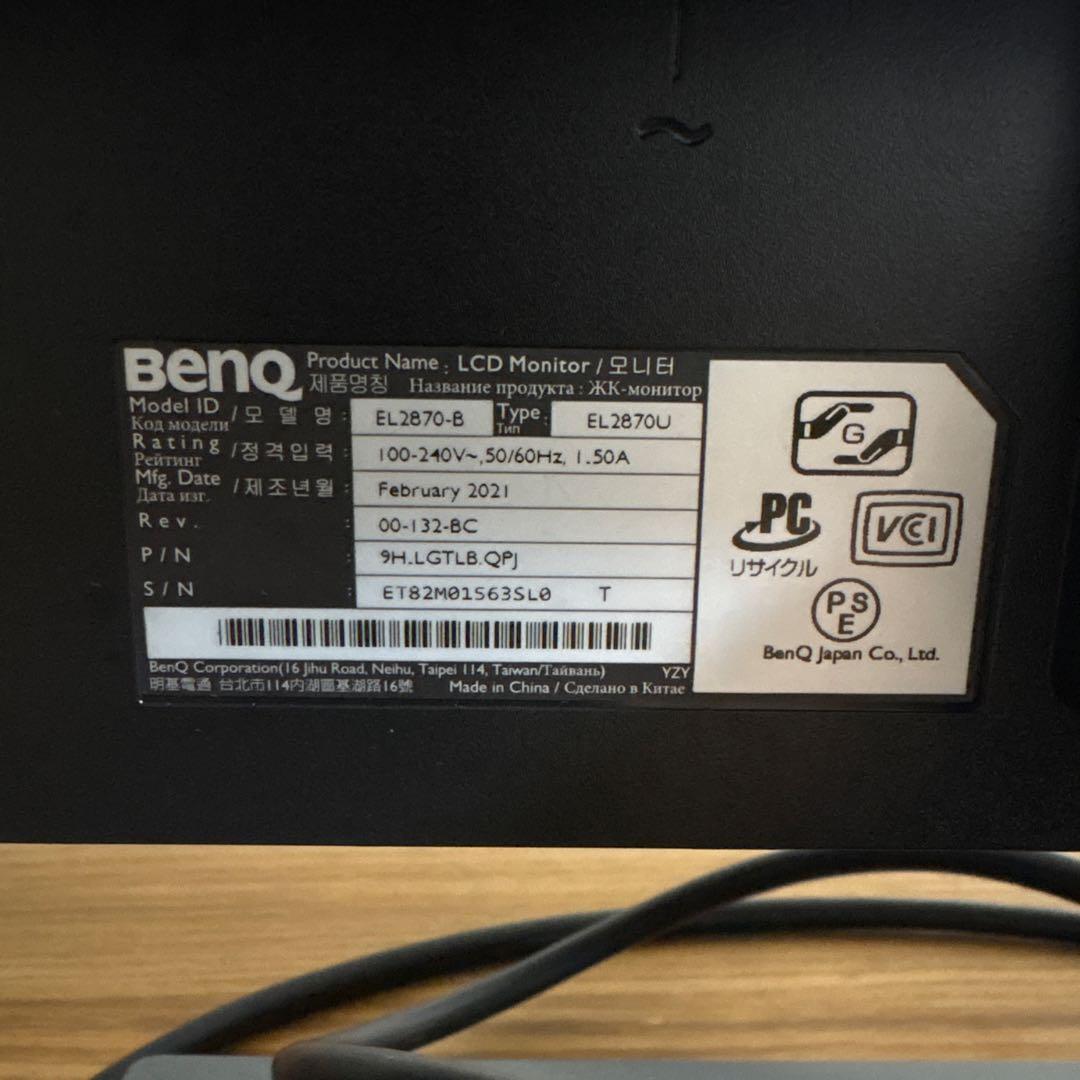 ~
BenQ
Product Name : LCD Monitor / 모니터
제품명칭 Название продукта : ЖК-монитор
Model ID / 모 델 명 : EL2870-B Type : EL2870U
Код модели Тип
Rating / 정격입력 : 100-240V~,50/60Hz, 1.50A
Рейтинг
Mfg. Date / 제조년월 : February 2021
Дата изг.
Rev. : 00-132-BC
P/N : 9H.LGTLB.QPJ
S/N : ET82M01563SL0 T
BenQ Corporation(16 Jihu Road, Neihu, Taipei 114, Taiwan/Тайвань) YZY
明基電通 台北市114內湖區基湖路16號 Made in China / Сделано в Китае
G
PC
リサイクル
VCCI
PSE
BenQ Japan Co., Ltd.